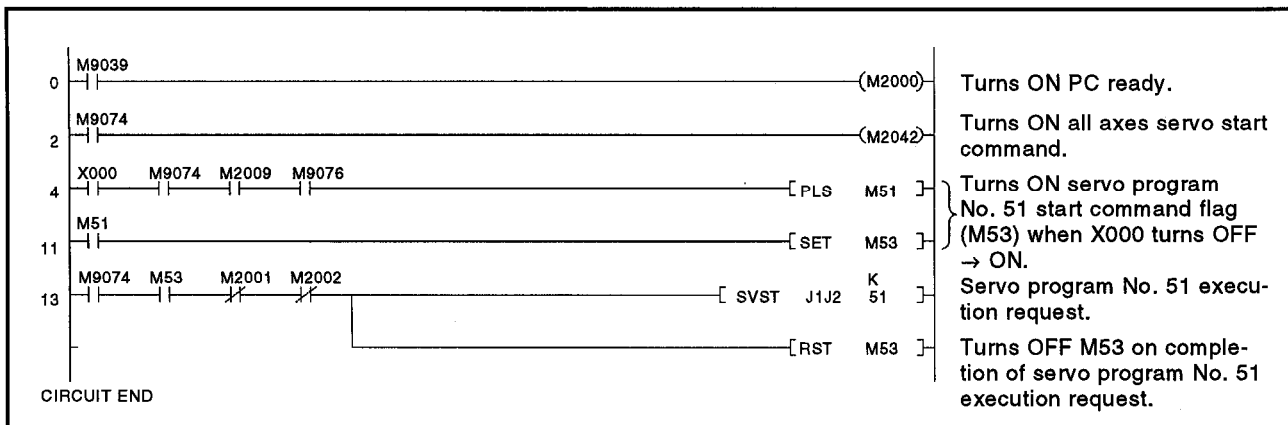 M9039
0 (M2000) Turns ON PC ready.
M9074
2 (M2042) Turns ON all axes servo start
command.
X000 M9074 M2009 M9076
4 [ PLS M51 ] Turns ON servo program
No. 51 start command flag
M51
11 [ SET M53 ] (M53) when X000 turns OFF
→ ON.
M9074 M53 M2001 M2002 K
13 [ SVST J1J2 51 ] Servo program No. 51 execu-
tion request.
[ RST M53 ] Turns OFF M53 on comple-
tion of servo program No. 51
execution request.
CIRCUIT END